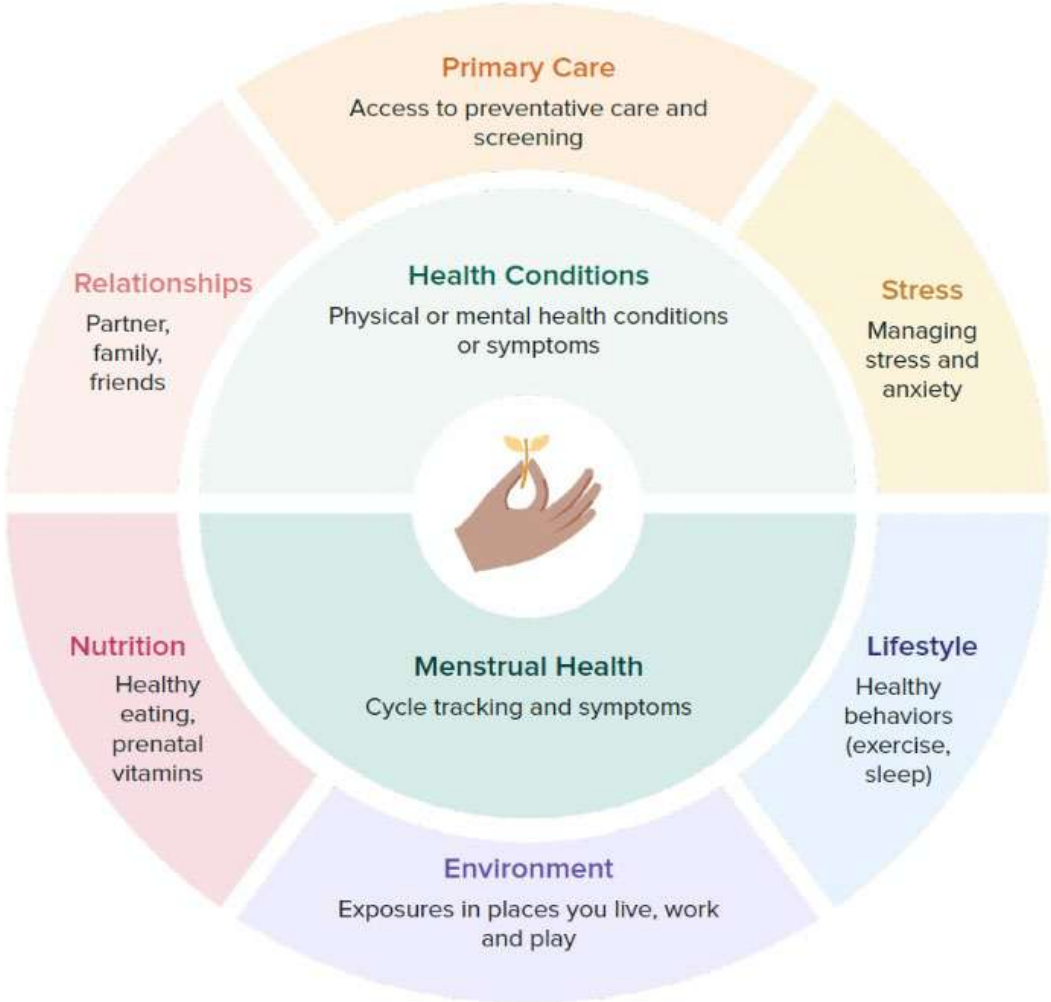 Primary Care
Access to preventative care and
screening
Relationships
Partner,
family,
friends
Health Conditions
Physical or mental health conditions
or symptoms
Stress
Managing
stress and
anxiety
Nutrition
Healthy
eating,
prenatal
vitamins
Menstrual Health
Cycle tracking and symptoms
Lifestyle
Healthy
behaviors
(exercise,
sleep)
Environment
Exposures in places you live, work
and play